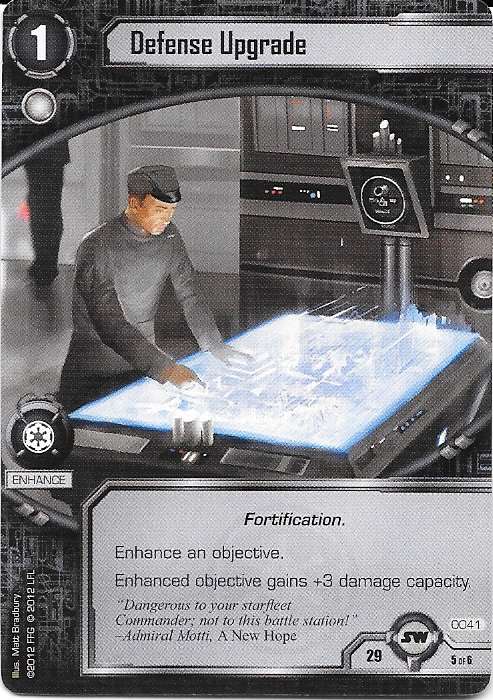 1
Defense Upgrade
ENHANCE
Fortification.
Enhance an objective.
Enhanced objective gains +3 damage capacity.
"Dangerous to your starfleet
Commander; not to this battle station!"
–Admiral Motti, A New Hope
0041
SW
29
5 of 6
Illus. Matt Bradbury
©2012 FFG © 2012 LFL